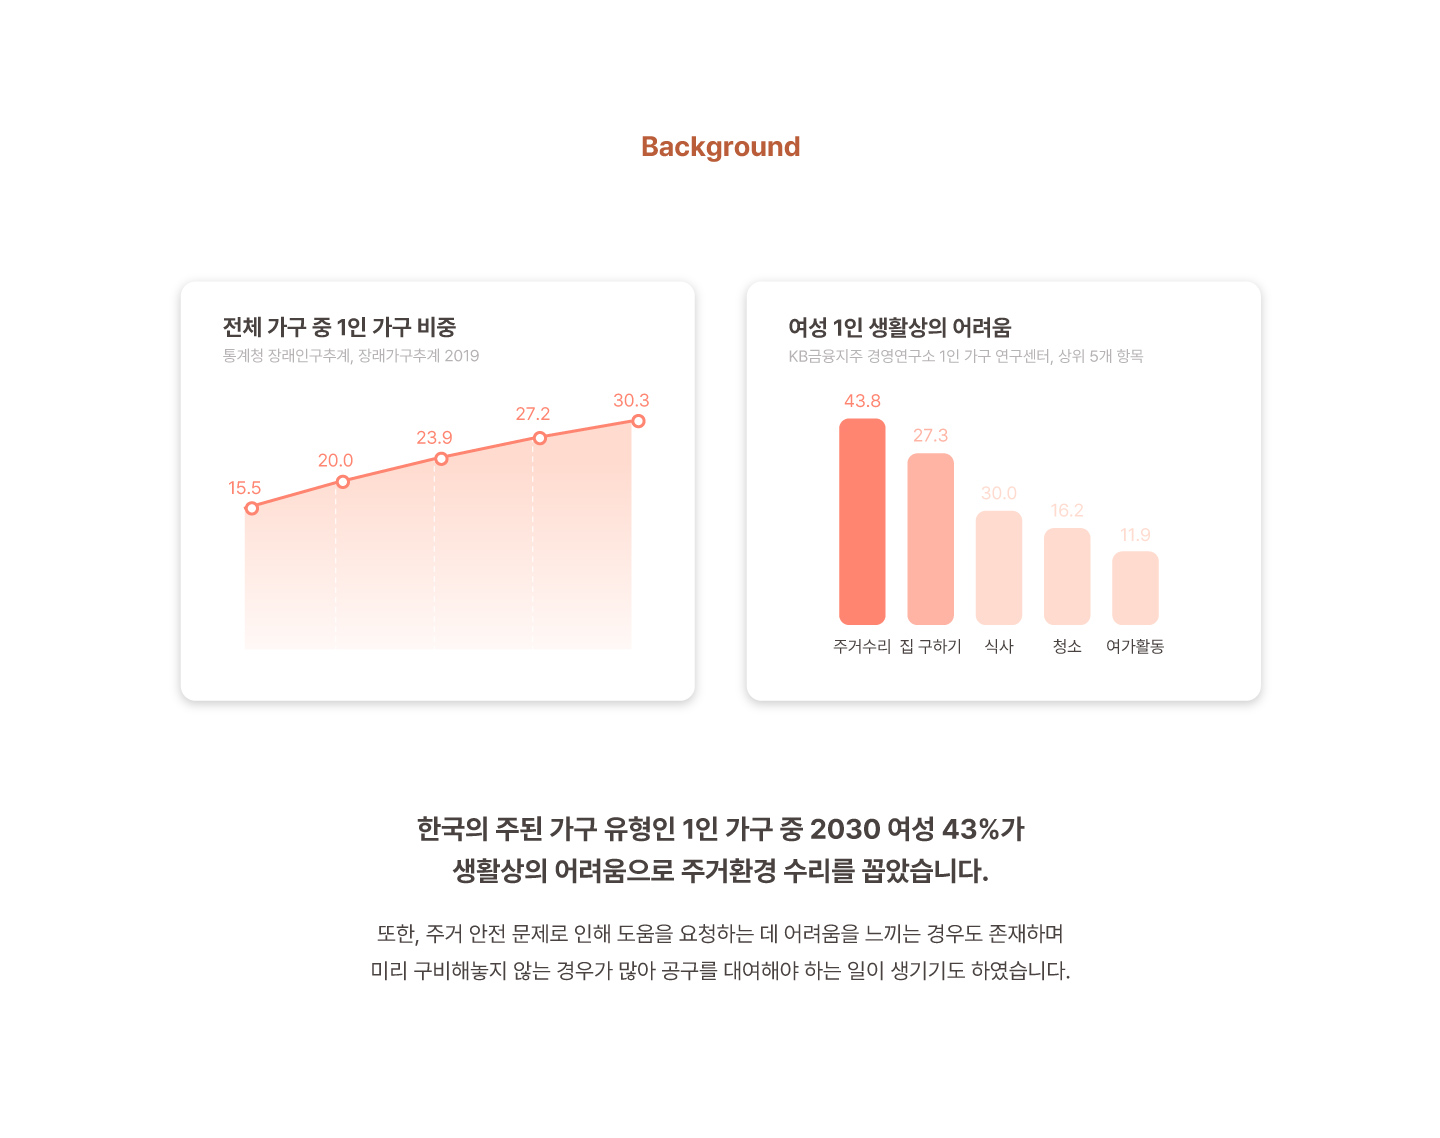 Background
전체 가구 중 1인 가구 비중
통계청 장래인구추계, 장래가구추계 2019
15.5
20.0
23.9
27.2
30.3
여성 1인 생활상의 어려움
KB금융지주 경영연구소 1인 가구 연구센터, 상위 5개 항목
43.8
27.3
30.0
16.2
11.9
주거수리 집 구하기 식사 청소 여가활동
한국의 주된 가구 유형인 1인 가구 중 2030 여성 43%가
생활상의 어려움으로 주거환경 수리를 꼽았습니다.
또한, 주거 안전 문제로 인해 도움을 요청하는 데 어려움을 느끼는 경우도 존재하며
미리 구비해놓지 않는 경우가 많아 공구를 대여해야 하는 일이 생기기도 하였습니다.